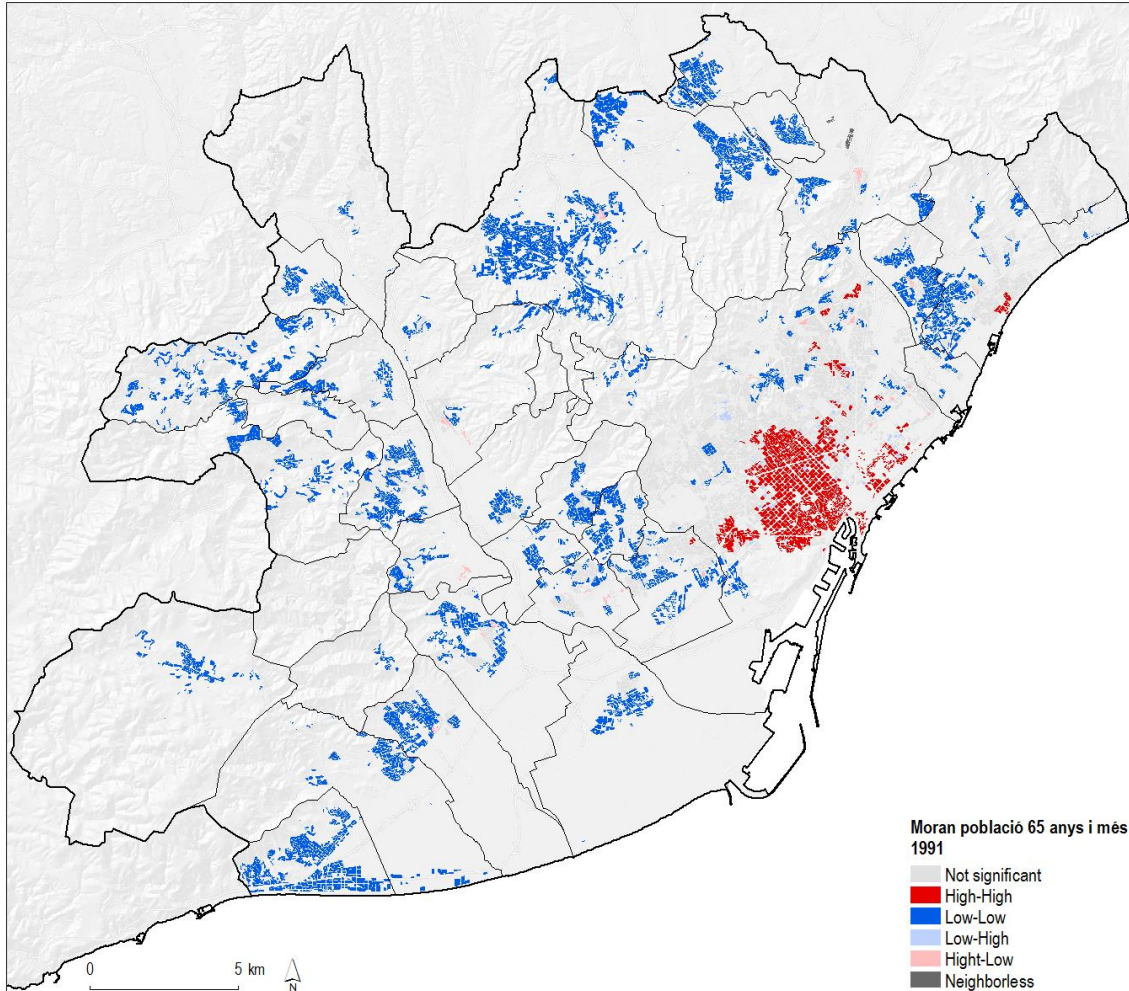 Moran població 65 anys i més
1991
Not significant
High-High
Low-Low
Low-High
Hight-Low
Neighborless
0 5 km
N